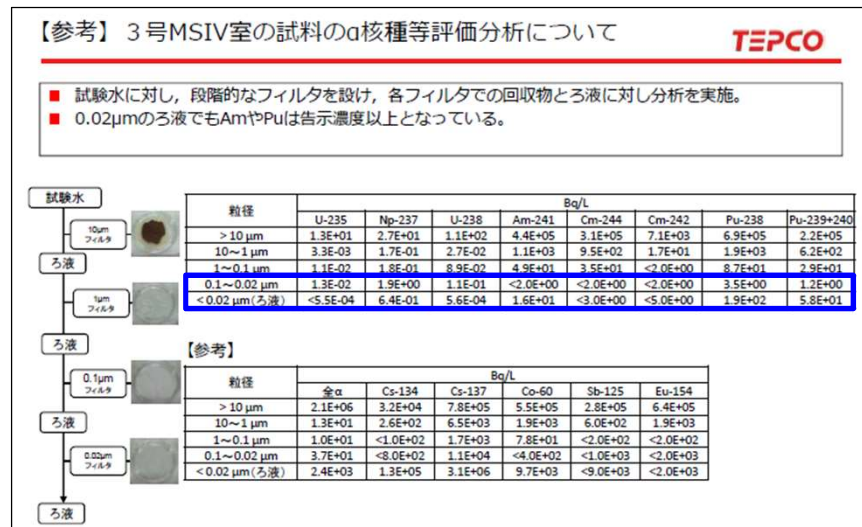 【参考】３号MSIV室の試料のα核種等評価分析について
TEPCO
■ 試験水に対し，段階的なフィルタを設け，各フィルタでの回収物とろ液に対し分析を実施。
■ 0.02μmのろ液でもAmやPuは告示濃度以上となっている。
試験水
10μm
フィルタ
ろ液
1μm
フィルタ
ろ液
0.1μm
フィルタ
ろ液
0.02μm
フィルタ
ろ液
粒径 Bq/L
U-235 Np-237 U-238 Am-241 Cm-244 Cm-242 Pu-238 Pu-239+240
＞10 μm 1.3E+01 2.7E+01 1.1E+02 4.4E+05 3.1E+05 7.1E+03 6.9E+05 2.2E+05
10～1 μm 3.3E-03 1.7E-01 2.7E-02 1.1E+03 9.5E+02 1.7E+01 1.9E+03 6.2E+02
1～0.1 μm 1.1E-02 1.8E-01 8.9E-02 4.9E+01 3.5E+01 <2.0E+00 8.7E+01 2.9E+01
0.1～0.02 μm 1.3E-02 1.9E+00 1.1E-01 <2.0E+00 <2.0E+00 <2.0E+00 3.5E+00 1.2E+00
＜0.02 μm(ろ液) <5.5E-04 6.4E-01 5.6E-04 1.6E+01 <3.0E+00 <5.0E+00 1.9E+02 5.8E+01
【参考】
粒径 Bq/L
全α Cs-134 Cs-137 Co-60 Sb-125 Eu-154
＞10 μm 2.1E+06 3.2E+04 7.8E+05 5.5E+05 2.8E+05 6.4E+05
10～1 μm 1.3E+01 2.6E+02 6.5E+03 1.9E+03 6.0E+02 1.9E+03
1～0.1 μm 1.0E+01 <1.0E+02 1.7E+03 7.8E+01 <2.0E+02 <2.0E+02
0.1～0.02 μm 3.7E+01 <8.0E+02 1.1E+04 <4.0E+02 <1.0E+03 <2.0E+03
＜0.02 μm(ろ液) 2.4E+03 1.3E+05 3.1E+06 9.7E+03 <9.0E+03 <2.0E+03